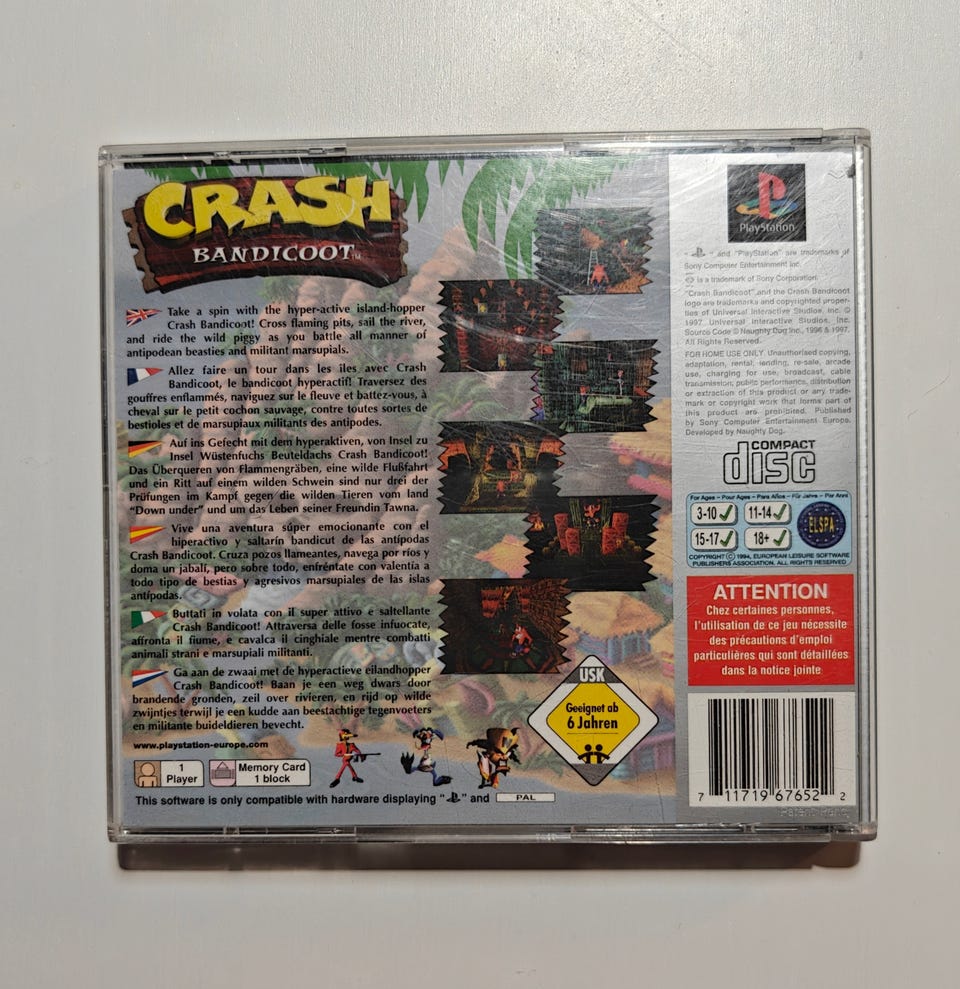 CRASH
BANDICOOT™
Take a spin with the hyper-active island-hopper
Crash Bandicoot! Cross flaming pits, sail the river,
and ride the wild piggy as you battle all manner of
antipodean beasties and militant marsupials.
Allez faire un tour dans les îles avec Crash
Bandicoot, le bandicoot hyperactif! Traversez des
gouffres enflammés, naviguez sur le fleuve et battez-vous, à
cheval sur le petit cochon sauvage, contre toutes sortes de
bestioles et de marsupiaux militants des antipodes.
Auf ins Gefecht mit dem hyperaktiven, von Insel zu
Insel Wüstenfuchs Beuteldachs Crash Bandicoot!
Das Überqueren von Flammengräben, eine wilde Flußfahrt
und ein Ritt auf einem wilden Schwein sind nur drei der
Prüfungen im Kampf gegen die wilden Tieren vom land
"Down under" und um das Leben seiner Freundin Tawna.
Vive una aventura súper emocionante con el
hiperactivo y saltarín bandicut de las antípodas
Crash Bandicoot. Cruza pozos llameantes, navega por ríos y
doma un jabalí, pero sobre todo, enfréntate con valentía a
todo tipo de bestias y agresivos marsupiales de las islas
antípodas.
Buttati in volata con il super attivo e saltellante
Crash Bandicoot! Attraversa delle fosse infuocate,
affronta il fiume, e cavalca il cinghiale mentre combatti
animali strani e marsupiali militanti.
Ga aan de zwaai met de hyperactieve eilandhopper
Crash Bandicoot! Baan je een weg dwars door
brandende gronden, zeil over rivieren, en rijd op wilde
zwijntjes terwijl je een kudde aan beestachtige tegenvoeters
en militante buideldieren bevecht.
www.playstation-europe.com
1
Player
Memory Card
1 block
This software is only compatible with hardware displaying " " and PAL
USK
Geeignet ab
6 Jahren
PlayStation
" " and "PlayStation" are trademarks of
Sony Computer Entertainment Inc.
is a trademark of Sony Corporation.
"Crash Bandicoot" and the Crash Bandicoot
logo are trademarks and copyrighted proper-
ties of Universal Interactive Studios, Inc. ©
1997 Universal Interactive Studios, Inc.
Source Code © Naughty Dog Inc., 1996 & 1997.
All Rights Reserved.
FOR HOME USE ONLY Unauthorised copying,
adaptation, rental, lending, re-sale, arcade
use, charging for use, broadcast, cable
transmission, public performance, distribution
or extraction of this product or any trade-
mark or copyright work that forms part of
this product are prohibited. Published
by Sony Computer Entertainment Europe.
Developed by Naughty Dog.
COMPACT
disc
For Ages – Pour Ages – Para Años – Für Jahre – Per Anni
3-10 11-14
15-17 18+
ELSPA
COPYRIGHT © 1994, EUROPEAN LEISURE SOFTWARE
PUBLISHERS ASSOCIATION. ALL RIGHTS RESERVED
ATTENTION
Chez certaines personnes,
l'utilisation de ce jeu nécessite
des précautions d'emploi
particulières qui sont détaillées
dans la notice jointe
7 11719 67652 2